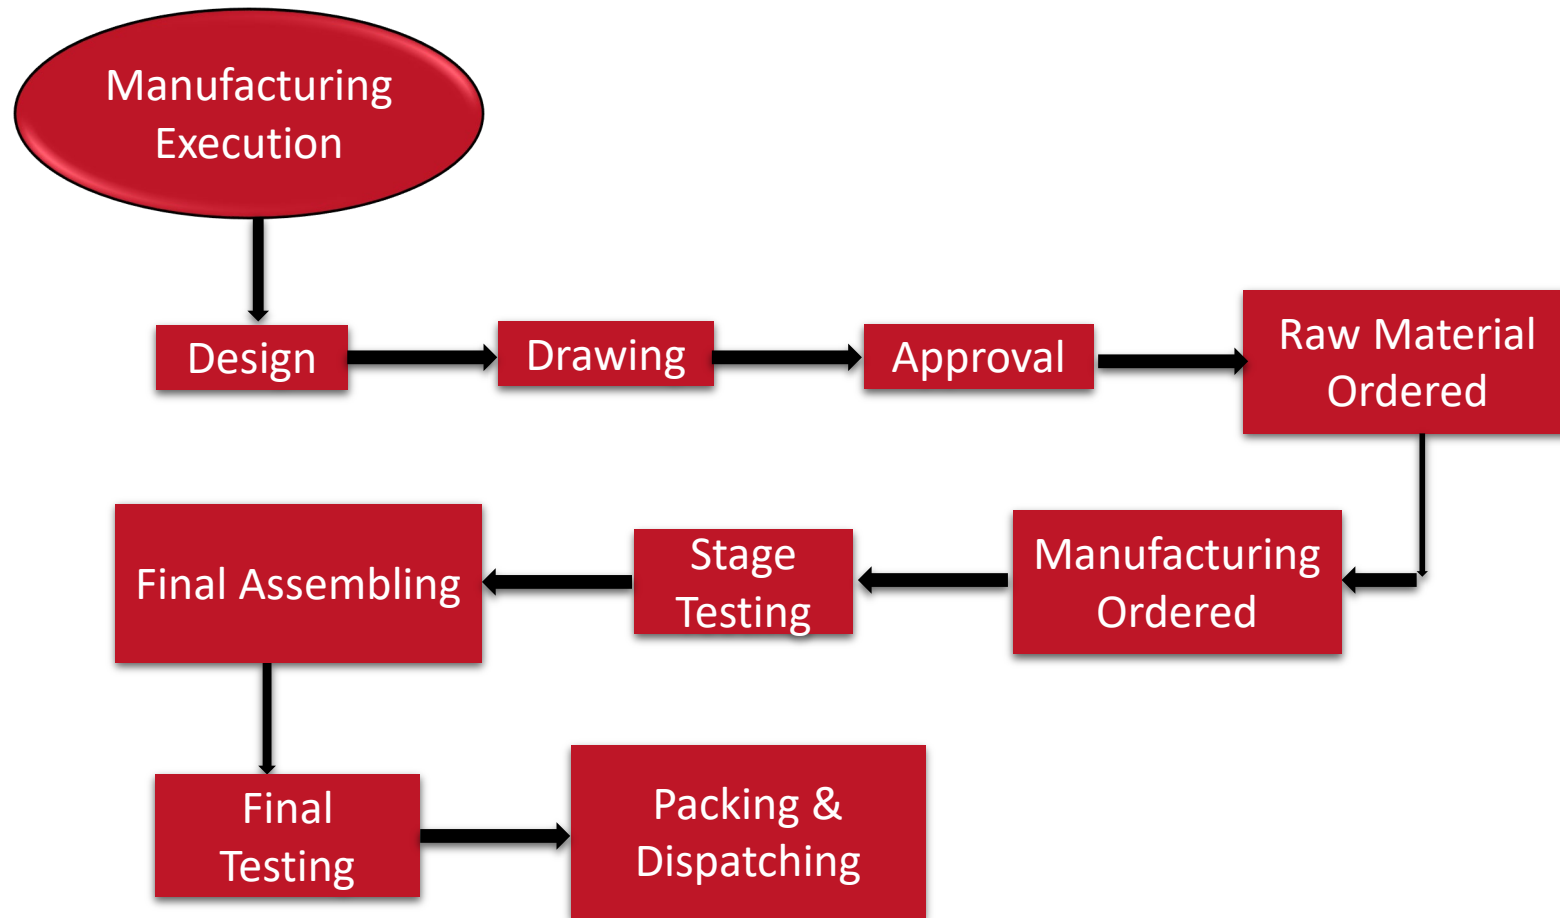 Manufacturing
Execution
Design
Drawing
Approval
Raw Material
Ordered
Manufacturing
Ordered
Stage
Testing
Final Assembling
Final
Testing
Packing &
Dispatching